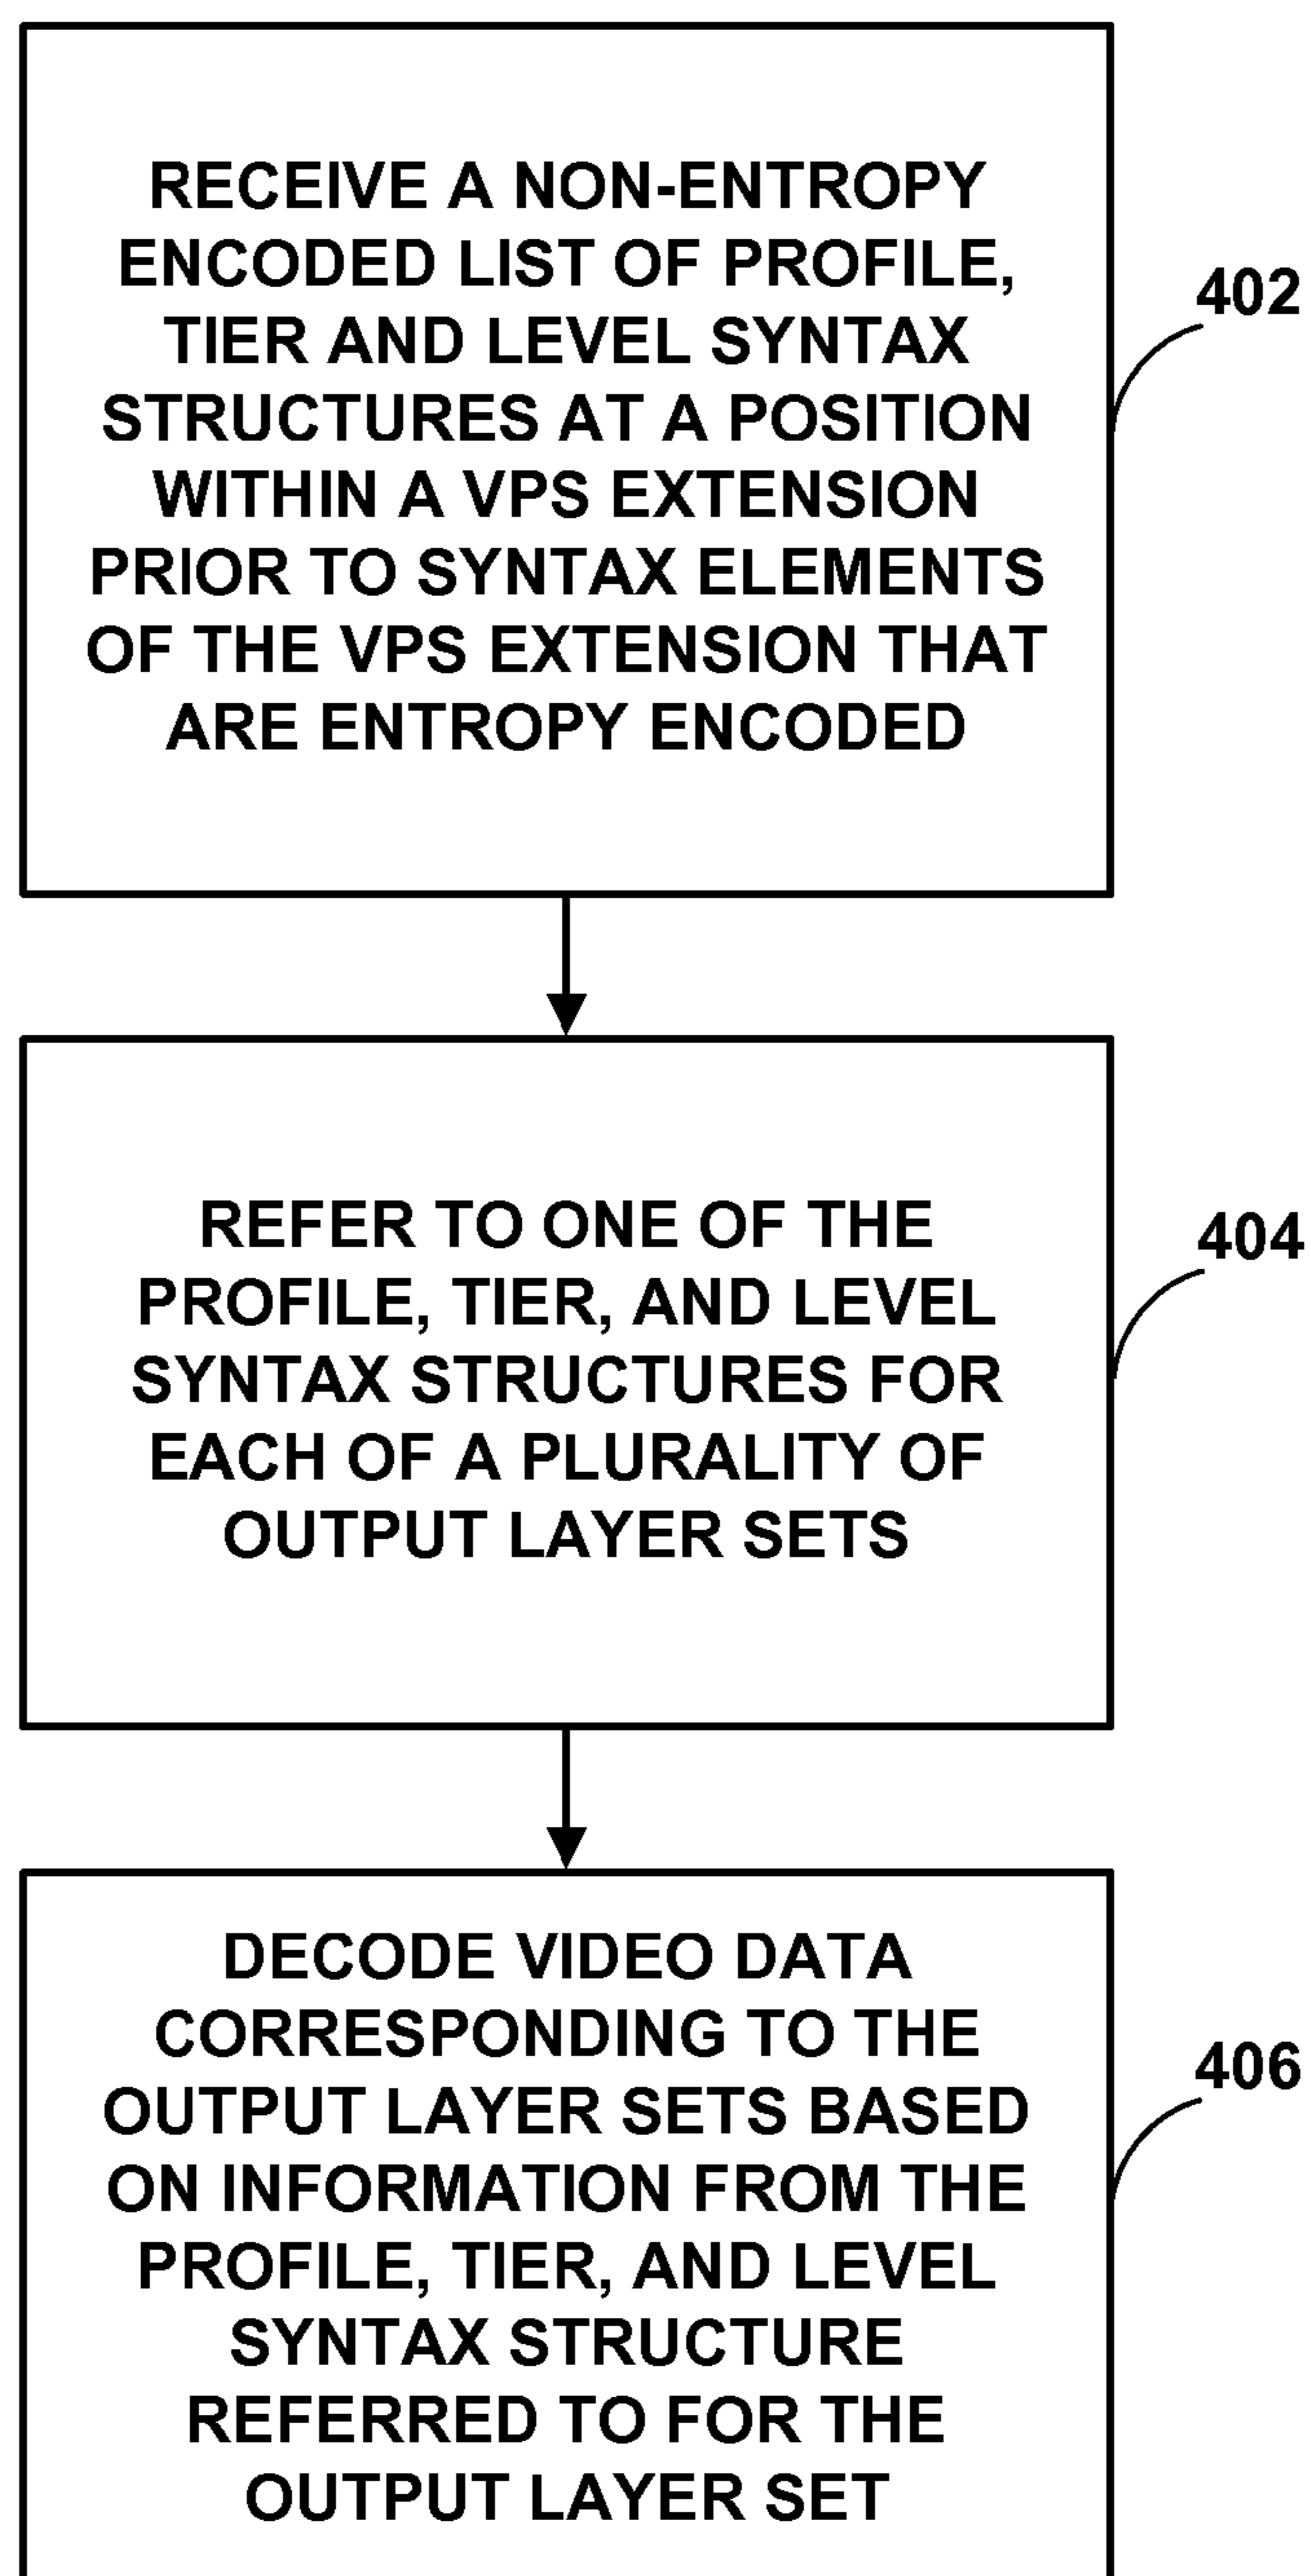 RECEIVE A NON-ENTROPY
ENCODED LIST OF PROFILE,
TIER AND LEVEL SYNTAX
STRUCTURES AT A POSITION
WITHIN A VPS EXTENSION
PRIOR TO SYNTAX ELEMENTS
OF THE VPS EXTENSION THAT
ARE ENTROPY ENCODED
402
REFER TO ONE OF THE
PROFILE, TIER, AND LEVEL
SYNTAX STRUCTURES FOR
EACH OF A PLURALITY OF
OUTPUT LAYER SETS
404
DECODE VIDEO DATA
CORRESPONDING TO THE
OUTPUT LAYER SETS BASED
ON INFORMATION FROM THE
PROFILE, TIER, AND LEVEL
SYNTAX STRUCTURE
REFERRED TO FOR THE
OUTPUT LAYER SET
406